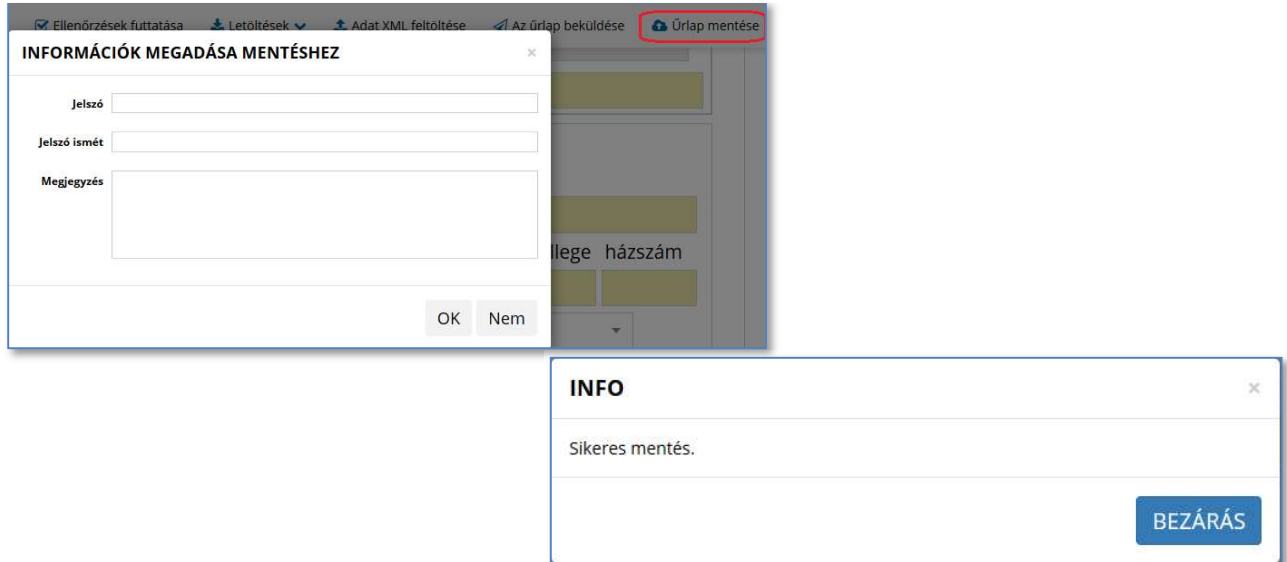 Ellenőrzések futtatása Letöltések Adat XML feltöltése Az űrlap beküldése Űrlap mentése
INFORMÁCIÓK MEGADÁSA MENTÉSHEZ ×
Jelszó
Jelszó ismét
Megjegyzés
llege házszám
OK Nem
INFO ×
Sikeres mentés.
BEZÁRÁS